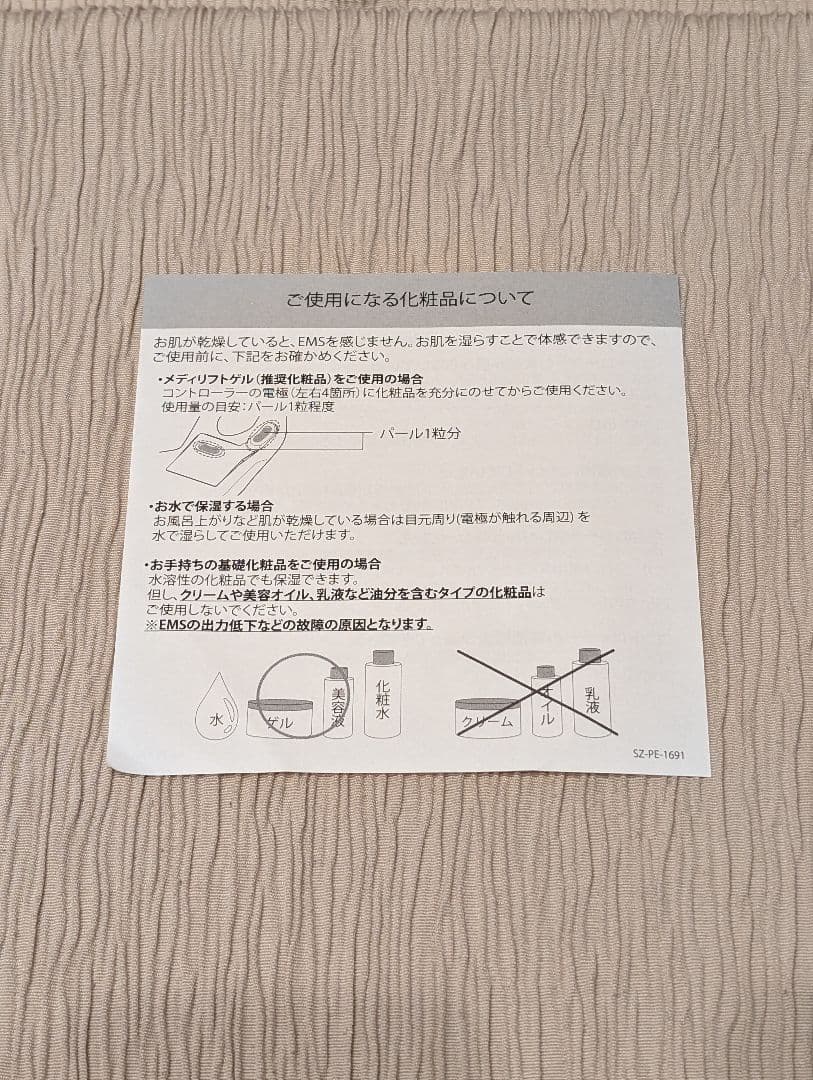 ご使用になる化粧品について
お肌が乾燥していると、EMSを感じません。お肌を湿らすことで体感できますので、
ご使用前に、下記をお確かめください。
・メディリフトゲル（推奨化粧品）をご使用の場合
コントローラーの電極（左右4箇所）に化粧品を充分にのせてからご使用ください。
使用量の目安：パール1粒程度
パール1粒分
・お水で保湿する場合
お風呂上がりなど肌が乾燥している場合は目元周り(電極が触れる周辺)を
水で湿らしてご使用いただけます。
・お手持ちの基礎化粧品をご使用の場合
水溶性の化粧品でも保湿できます。
但し、クリームや美容オイル、乳液など油分を含むタイプの化粧品は
ご使用しないでください。
※EMSの出力低下などの故障の原因となります。
水 ゲル 美容液 化粧水 クリーム オイル 乳液
SZ-PE-1691